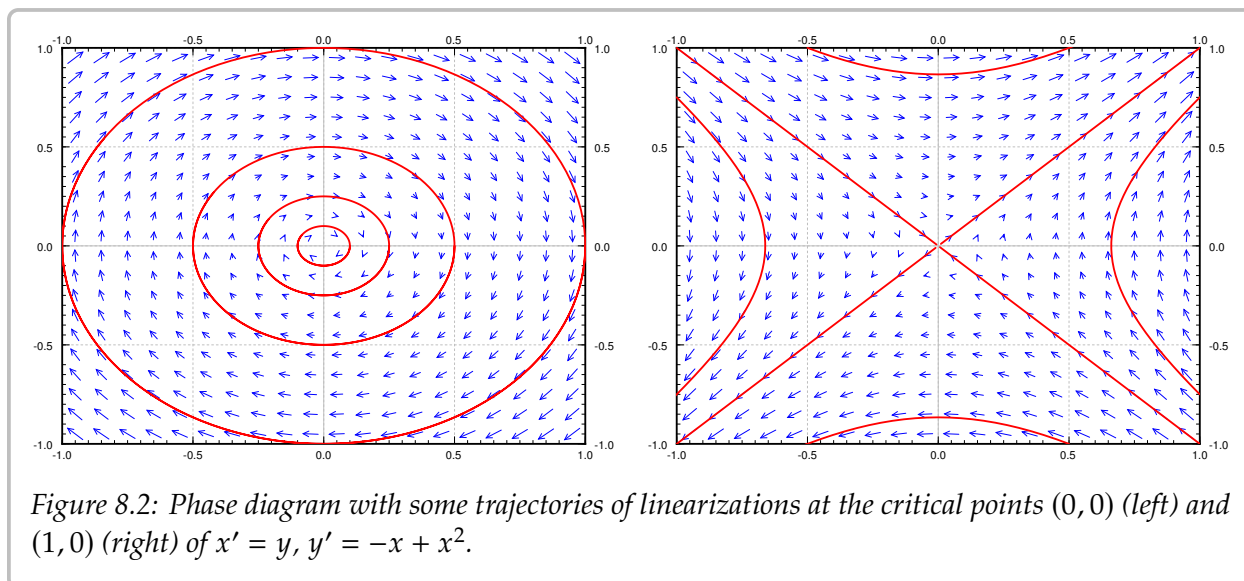 -1.0 -0.5 0.0 0.5 1.0 -1.0 -0.5 0.0 0.5 1.0
1.0 1.0 1.0 1.0
0.5 0.5 0.5 0.5
0.0 0.0 0.0 0.0
-0.5 -0.5 -0.5 -0.5
-1.0 -1.0 -1.0 -1.0
-1.0 -0.5 0.0 0.5 1.0 -1.0 -0.5 0.0 0.5 1.0
Figure 8.2: Phase diagram with some trajectories of linearizations at the critical points (0, 0) (left) and
(1, 0) (right) of x′ = y, y′ = −x + x².